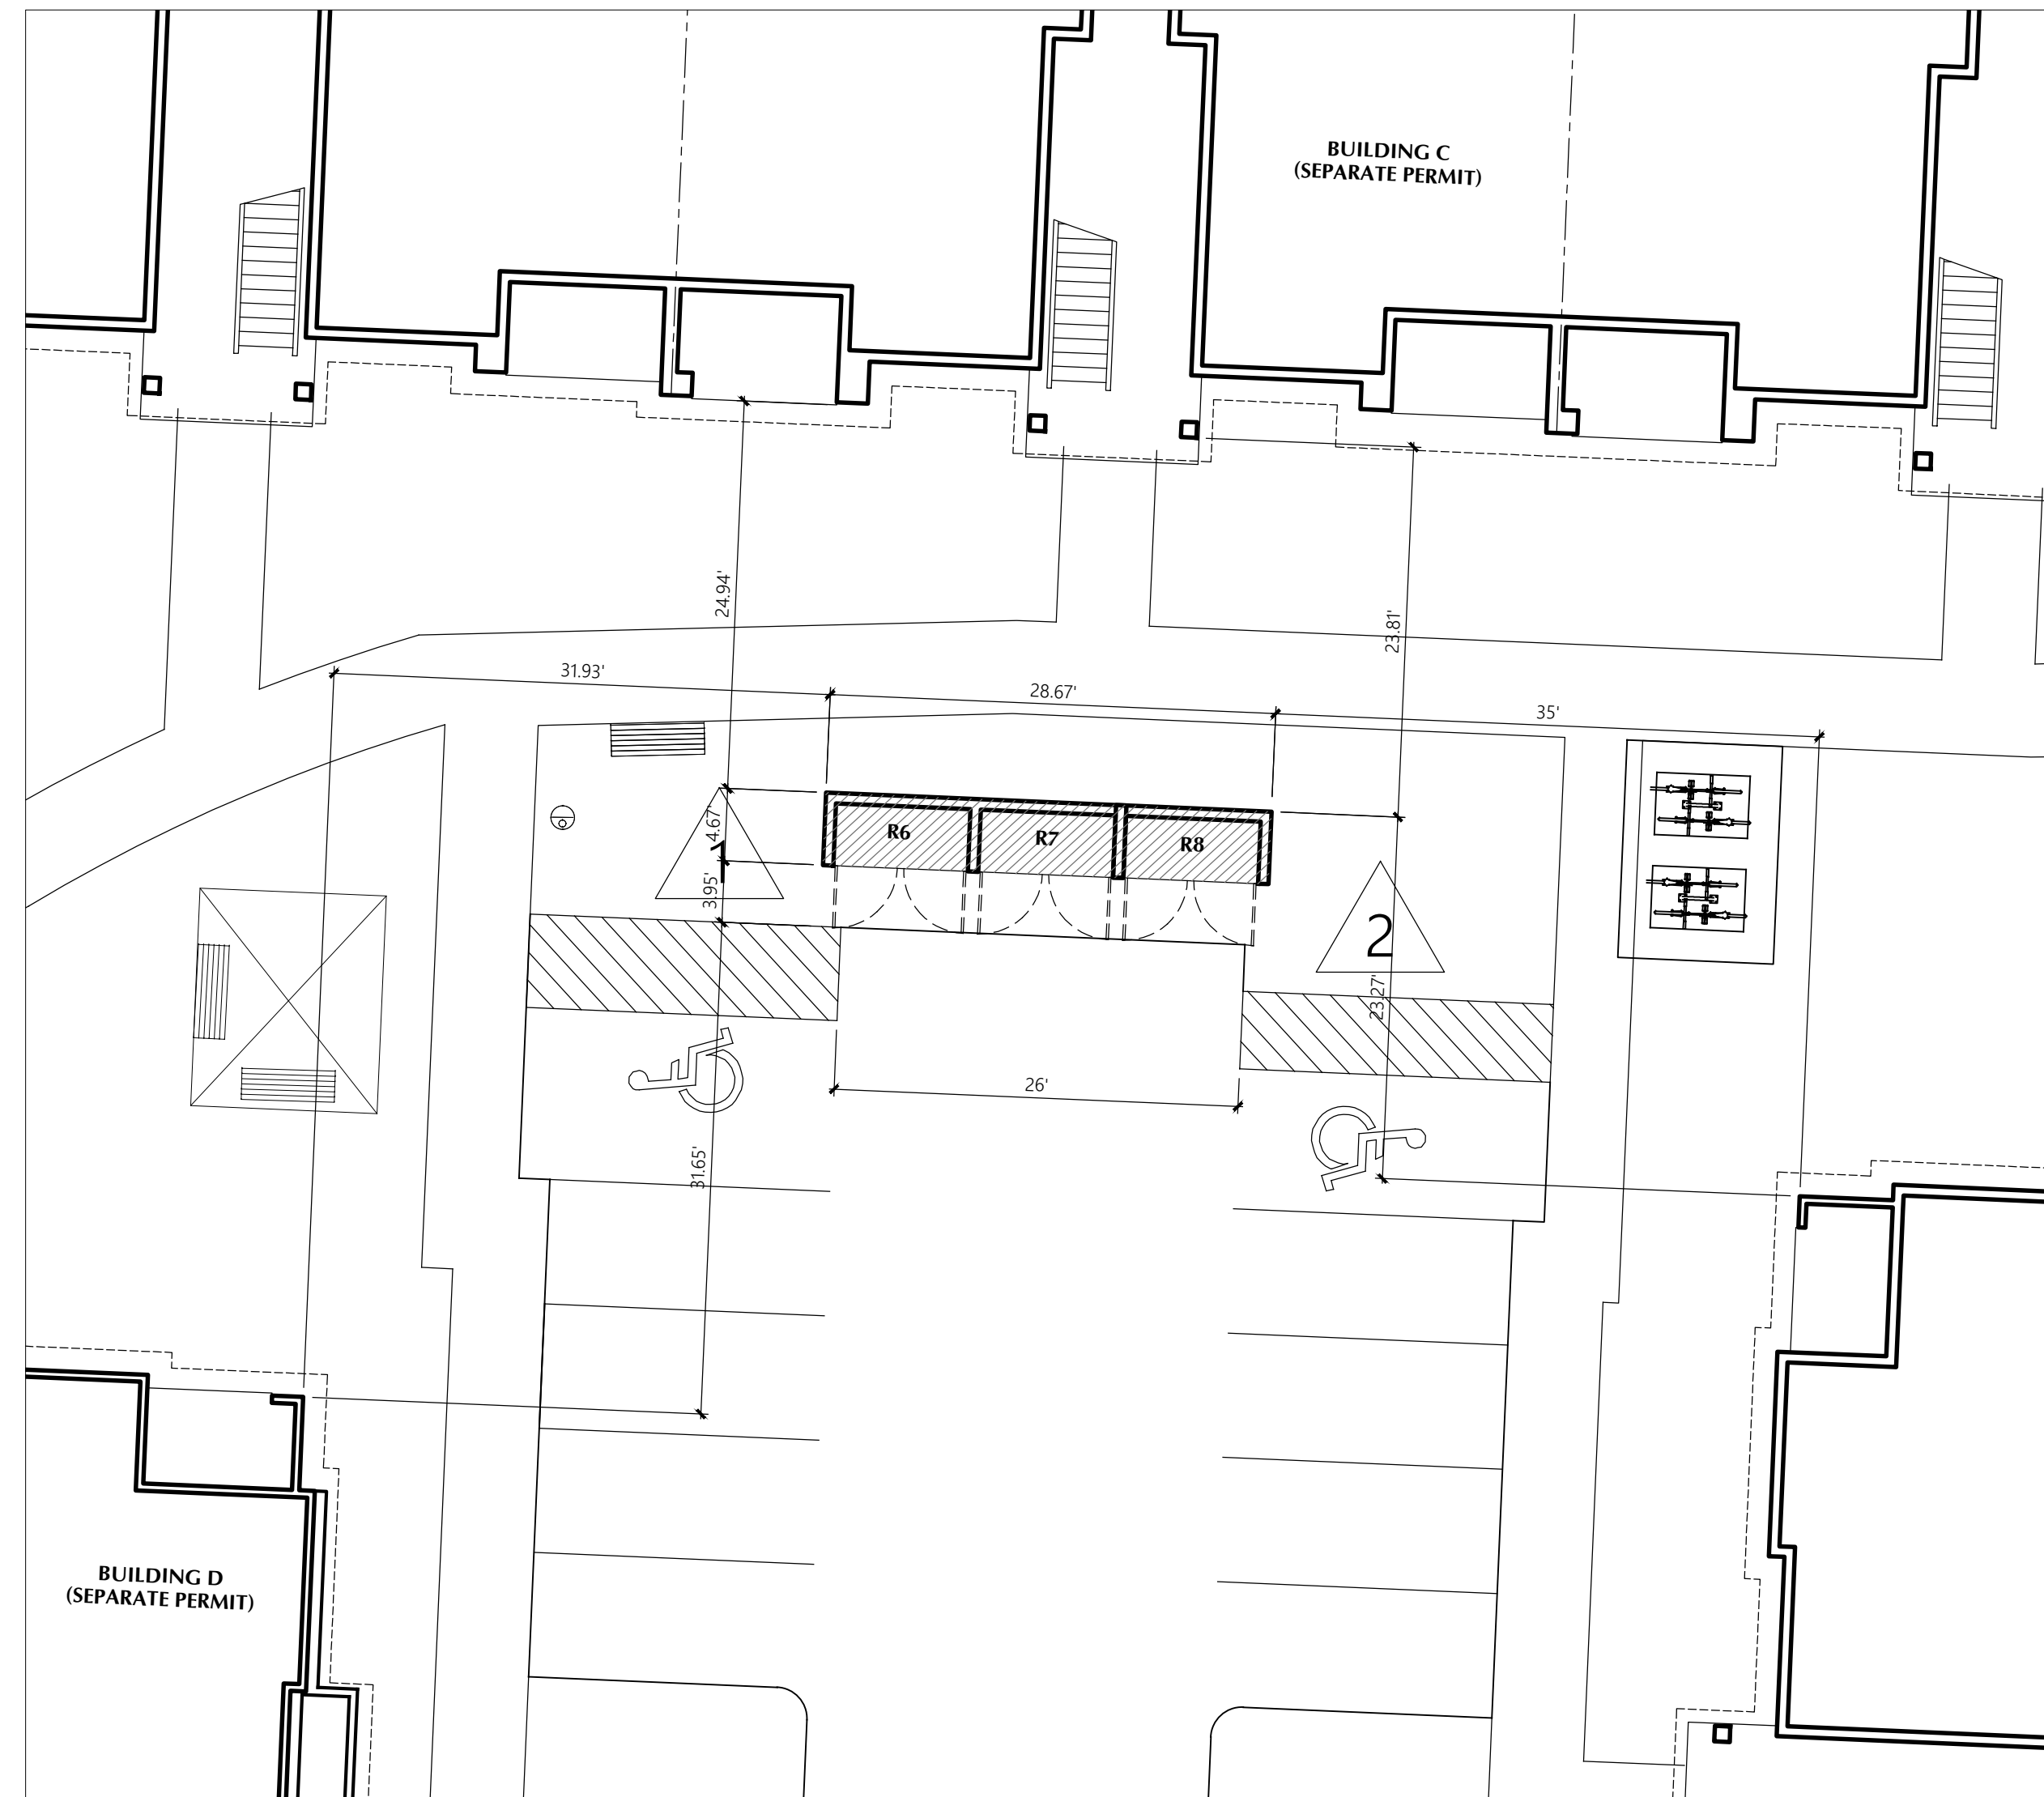 BUILDING C
(SEPARATE PERMIT)
24.94'
23.81'
31.93'
28.67'
35'
4.67'
1
R6
R7
R8
3.95'
2
23.27'
26'
31.65'
BUILDING D
(SEPARATE PERMIT)